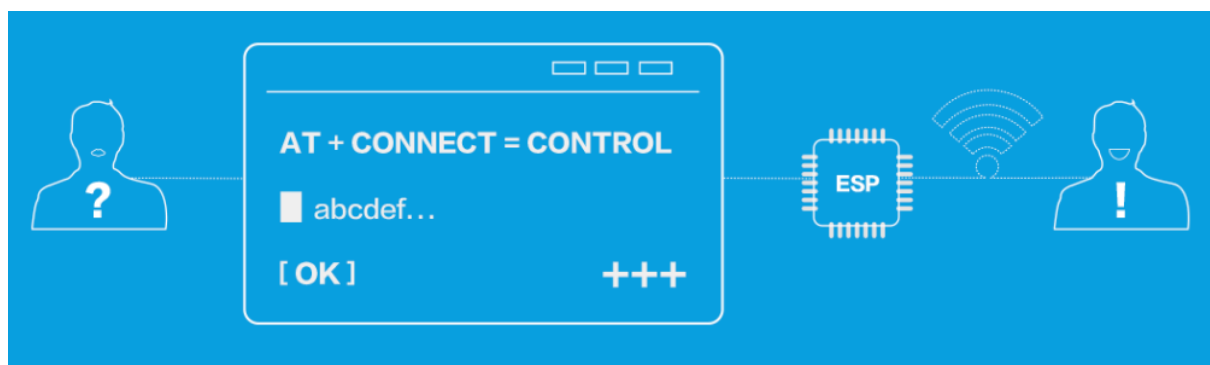 AT + CONNECT = CONTROL
?
abcdef...
[ OK ]
+++
ESP
!